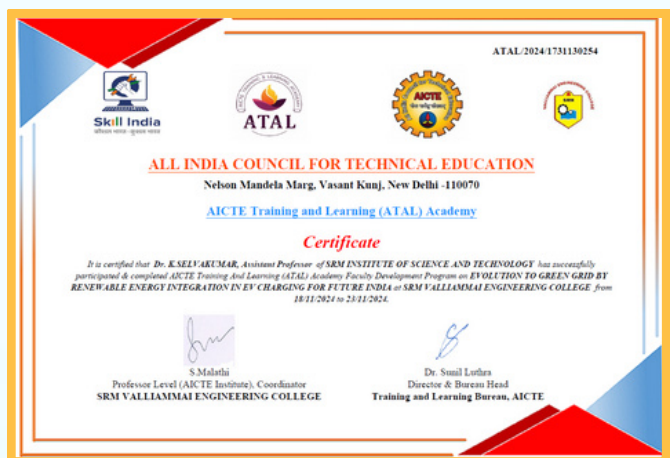 ATAL/2024/1731130254
Skill India
कौशल भारत - कुशल भारत
ATAL
AICTE
ALL INDIA COUNCIL FOR TECHNICAL EDUCATION
Nelson Mandela Marg, Vasant Kunj, New Delhi -110070
AICTE Training and Learning (ATAL) Academy
Certificate
It is certified that Dr. K.SELVAKUMAR, Assistant Professor of SRM INSTITUTE OF SCIENCE AND TECHNOLOGY has successfully
participated & completed AICTE Training And Learning (ATAL) Academy Faculty Development Program on EVOLUTION TO GREEN GRID BY
RENEWABLE ENERGY INTEGRATION IN EV CHARGING FOR FUTURE INDIA at SRM VALLIAMMAI ENGINEERING COLLEGE from
18/11/2024 to 23/11/2024.
S.Malathi
Professor Level (AICTE Institute), Coordinator
SRM VALLIAMMAI ENGINEERING COLLEGE
Dr. Sunil Luthra
Director & Bureau Head
Training and Learning Bureau, AICTE